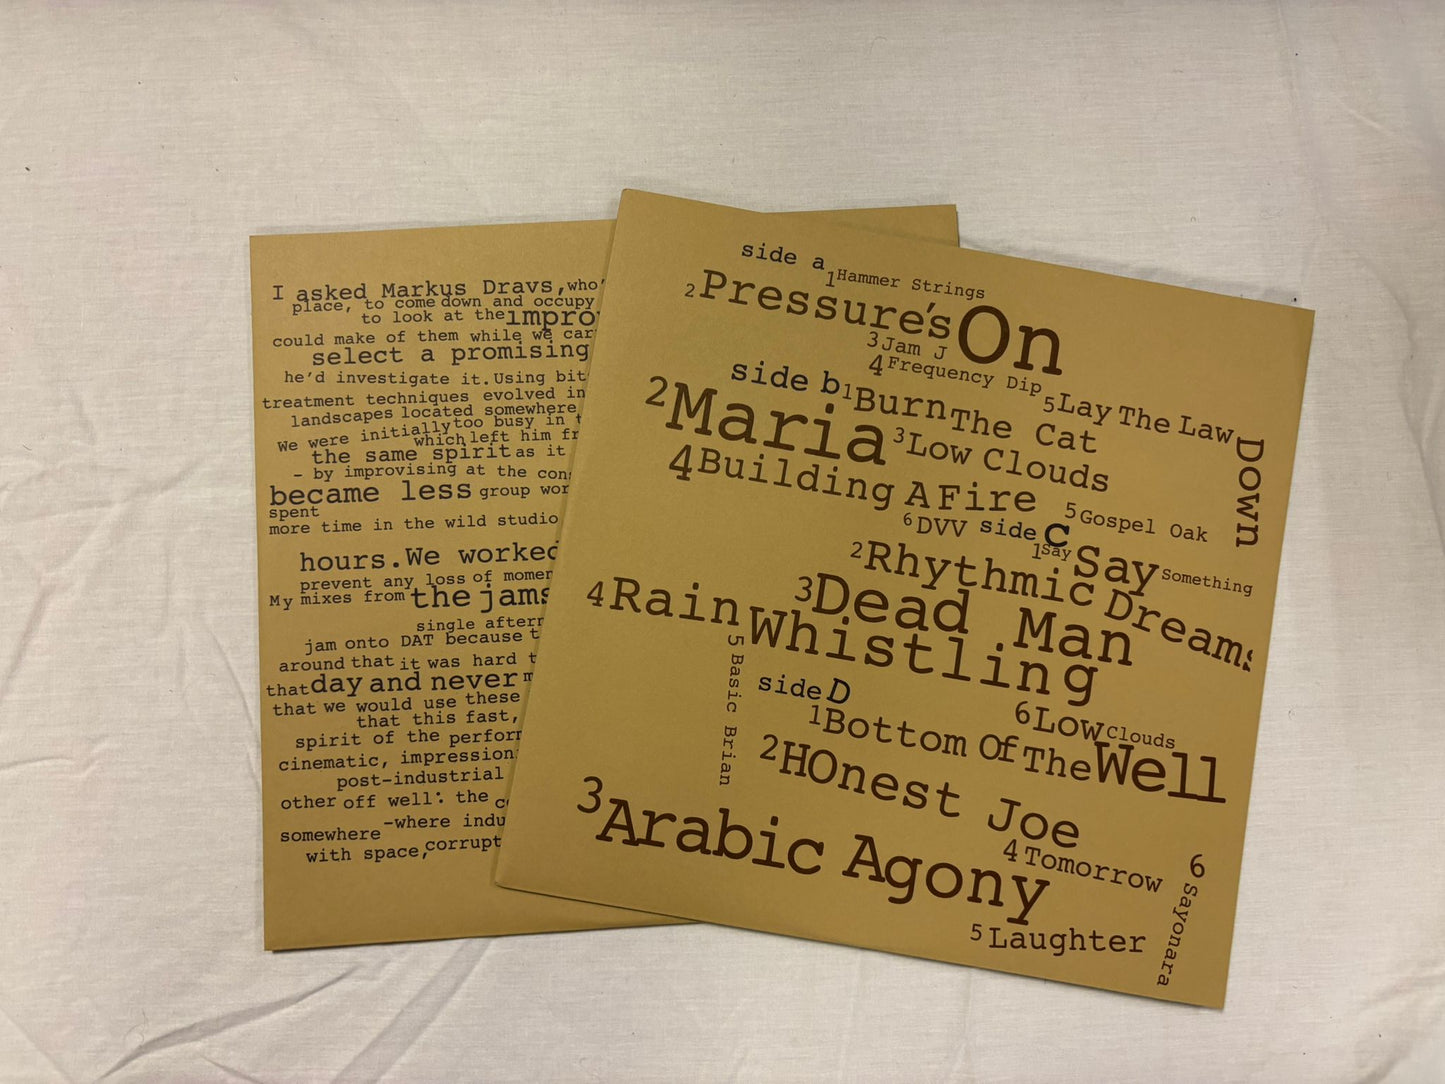 I asked Markus Dravs, who'
place, to come down and occupy
to look at the impro
could make of them while we car
select a promising
he'd investigate it. Using bit
treatment techniques evolved in
landscapes located somewhere
We were initially too busy in t
which left him fr
the same spirit as it
- by improvising at the con
became less group wor
spent
more time in the wild studio
hours. We worked
prevent any loss of momen
My mixes from the jams
single aftern
jam onto DAT because t
around that it was hard t
that day and never m
that we would use these
that this fast,
spirit of the perfor
cinematic, impression
post-industrial
other off well: the c
somewhere -where indu
with space, corrupt
side a
1 Hammer Strings
2 Pressure's On
3 Jam J
4 Frequency Dip
5 Lay The Law Down
side b 1 Burn The Cat
2 Maria
3 Low Clouds
4 Building A Fire
5 Gospel Oak
6 DVV
side c
1 Say Say Something
2 Rhythmic Dreams
3 Dead Man
4 Rain Whistling
5 Basic Brian
6 Low Clouds
side D
1 Bottom Of The Well
2 HOnest Joe
3 Arabic Agony
4 Tomorrow
5 Laughter
6 Sayonara